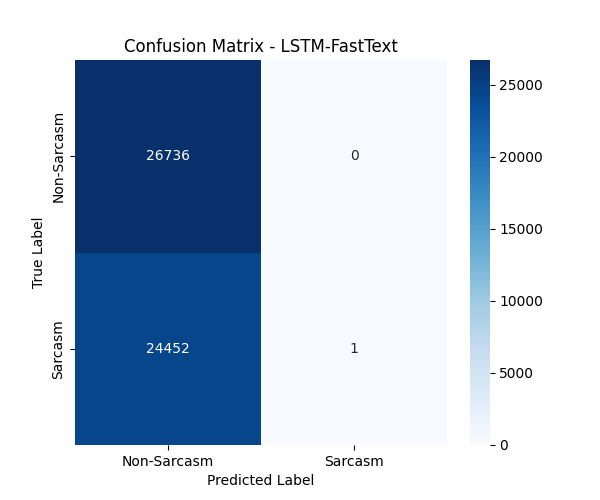 Confusion Matrix - LSTM-FastText
True Label
Non-Sarcasm
26736
0
Sarcasm
24452
1
Non-Sarcasm
Sarcasm
Predicted Label
25000
20000
15000
10000
5000
0